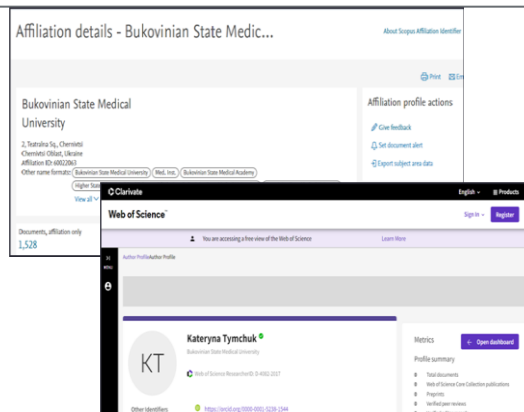 Affiliation details - Bukovinian State Medic...
About Scopus Affiliation Identifier
Print
Bukovinian State Medical
University
2, Teatralna Sq., Chernivtsi
Chernivtsi Oblast, Ukraine
Affiliation ID: 60022063
Other name formats: Bukovinian State Medical University Med. Inst. Bukovinian State Medical Academy
Higher
View all
Documents, affiliation only
1,528
Affiliation profile actions
Give feedback
Set document alert
Export subject area data
Clarivate
English
Products
Web of Science
Sign In
Register
You are accessing a free view of the Web of Science
Learn More
MENU
Author Profile Author Profile
KT
Kateryna Tymchuk
Bukovinian State Medical University
Web of Science ResearcherID: D-4002-2017
Other Identifiers
https://orcid.org/0000-0001-5238-1544
Metrics
Open dashboard
Profile summary
0 Total documents
0 Web of Science Core Collection publications
0 Preprints
0 Verified peer reviews